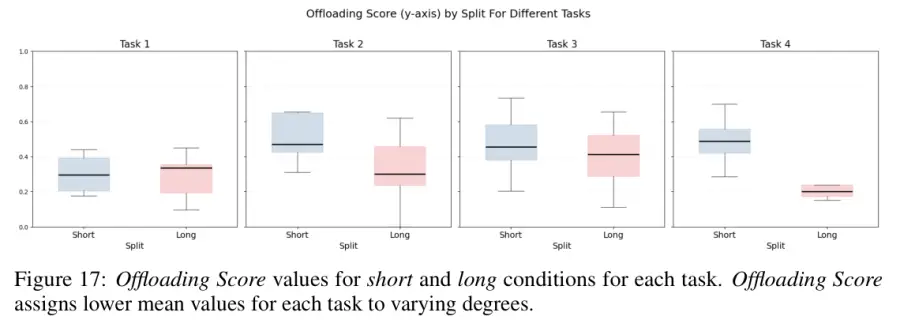 Offloading Score (y-axis) by Split For Different Tasks
Task 1
Task 2
Task 3
Task 4
1.0
0.8
0.6
0.4
0.2
0.0
Short
Long
Short
Long
Short
Long
Short
Long
Split
Split
Split
Split
Figure 17: Offloading Score values for short and long conditions for each task. Offloading Score
assigns lower mean values for each task to varying degrees.